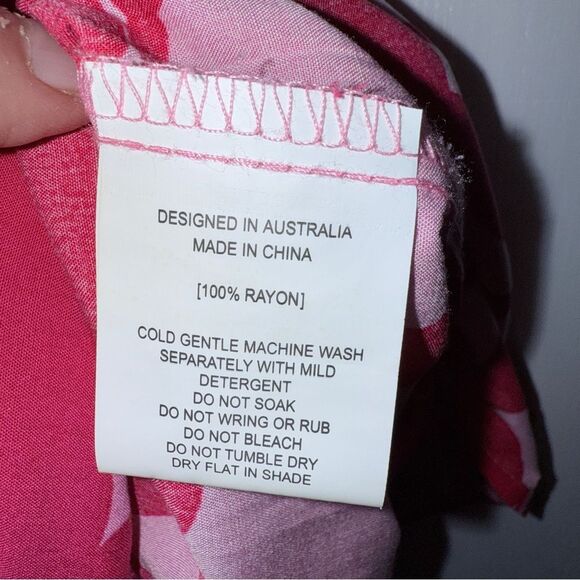 DESIGNED IN AUSTRALIA
MADE IN CHINA
[100% RAYON]
COLD GENTLE MACHINE WASH
SEPARATELY WITH MILD
DETERGENT
DO NOT SOAK
DO NOT WRING OR RUB
DO NOT BLEACH
DO NOT TUMBLE DRY
DRY FLAT IN SHADE